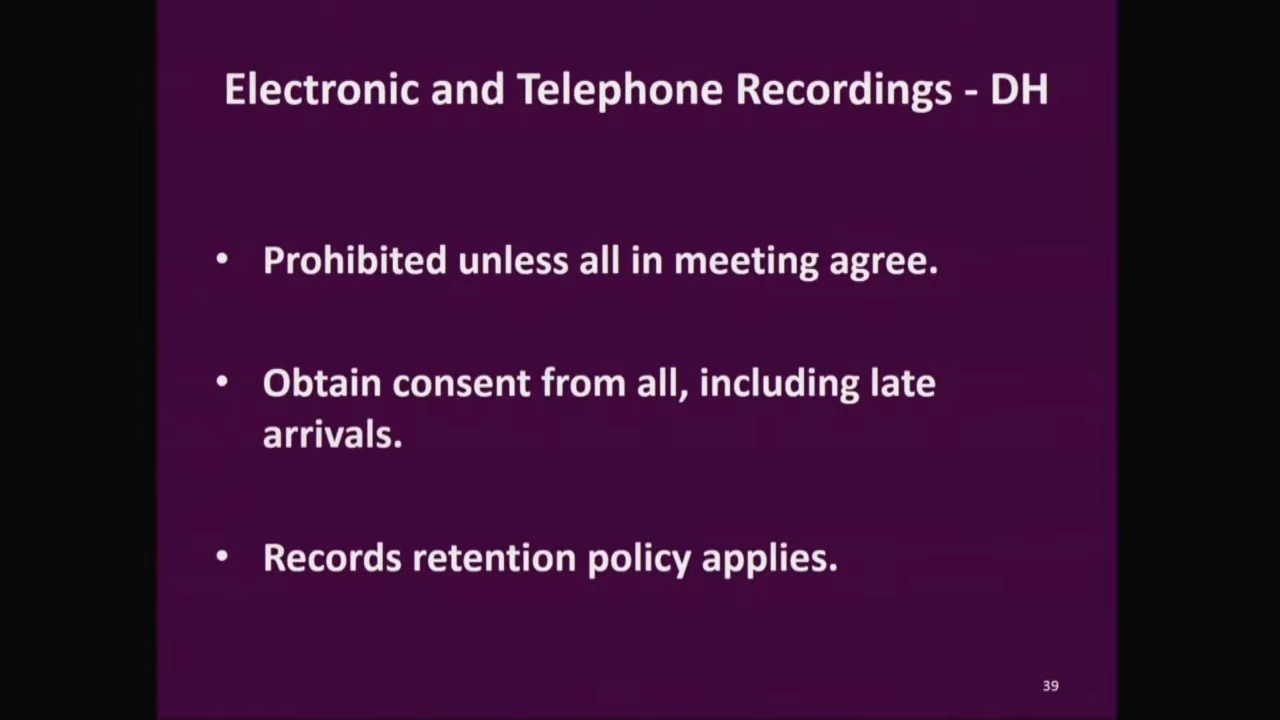 Electronic and Telephone Recordings - DH
• Prohibited unless all in meeting agree.
• Obtain consent from all, including late
arrivals.
• Records retention policy applies.
39